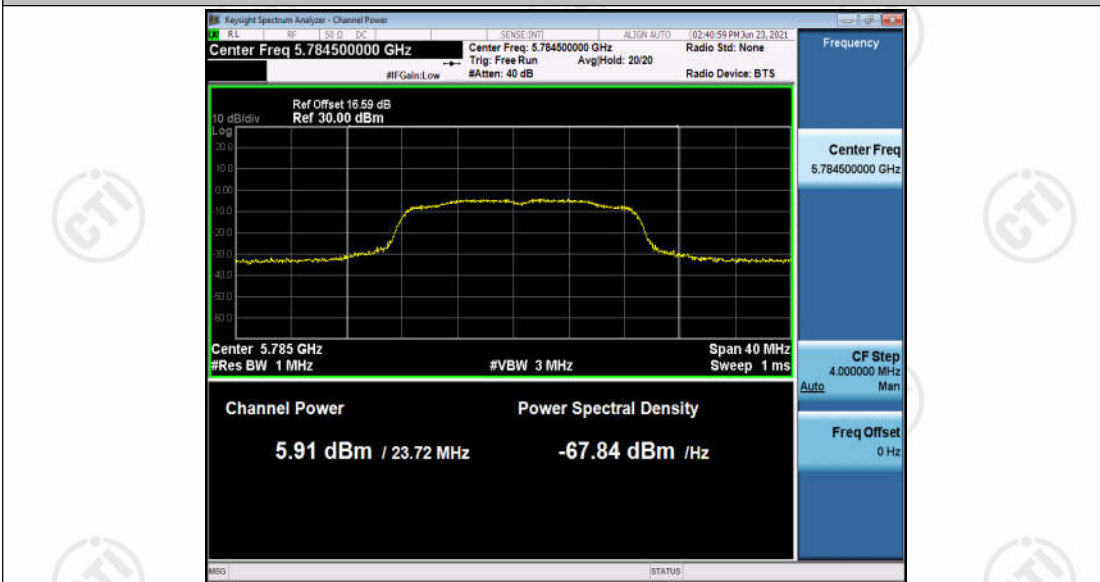 Keysight Spectrum Analyzer - Channel Power
RL RF 50 Ω DC SENSE:INT ALIGN AUTO 02:40:59 PM Jun 23, 2021
Center Freq 5.784500000 GHz
Center Freq: 5.784500000 GHz
Radio Std: None
Trig: Free Run Avg|Hold: 20/20
#IFGain:Low
#Atten: 40 dB
Radio Device: BTS
Frequency
Ref Offset 16.59 dB
10 dB/div Ref 30.00 dBm
Log
20.0
10.0
0.00
-10.0
-20.0
-30.0
-40.0
-50.0
-60.0
Center 5.785 GHz
Span 40 MHz
#Res BW 1 MHz
#VBW 3 MHz
Sweep 1 ms
Center Freq
5.784500000 GHz
CF Step
4.000000 MHz
Auto Man
Freq Offset
0 Hz
Channel Power
Power Spectral Density
5.91 dBm / 23.72 MHz
-67.84 dBm /Hz
MSG
STATUS
CTI
CTI
CTI
CTI